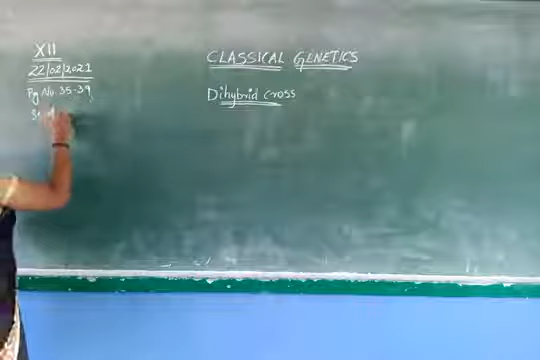 XII
22/02/2021
Pg No. 35-39
CLASSICAL GENETICS
Dihybrid Cross